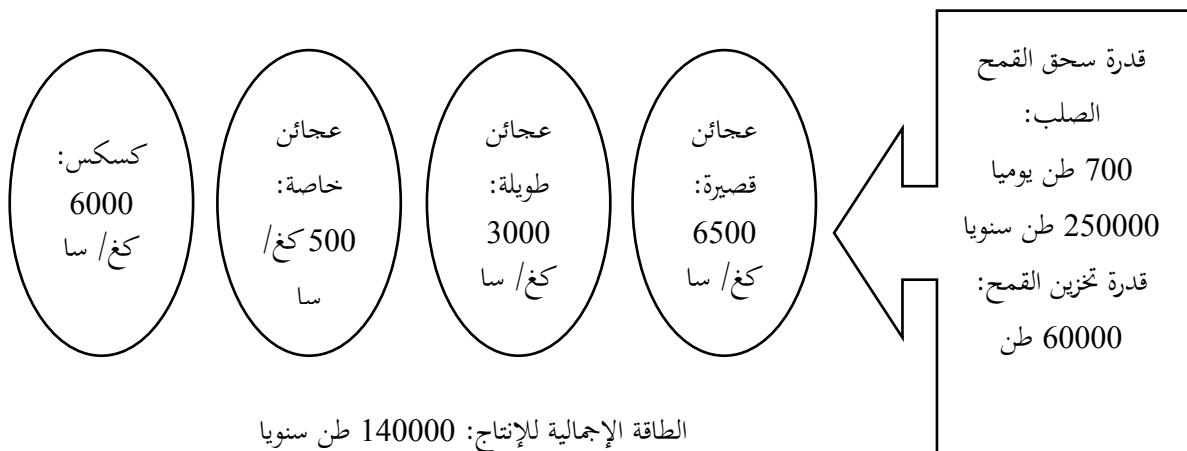 قدرة سحق القمح
الصلب:
700 طن يوميا
250000 طن سنويا
قدرة تخزين القمح:
60000 طن
عجائن
قصيرة:
6500
كغ/ سا
عجائن
طويلة:
3000
كغ/ سا
عجائن
خاصة:
500 كغ/
سا
كسكس:
6000
كغ/ سا
الطاقة الإجمالية للإنتاج: 140000 طن سنويا